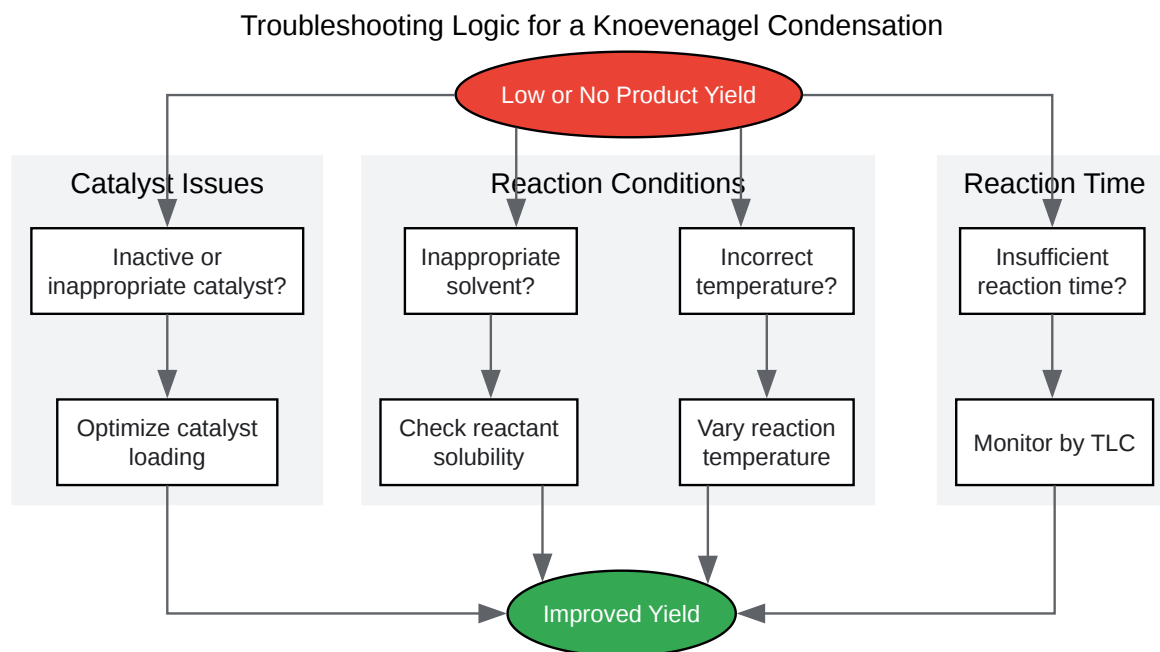 Troubleshooting Logic for a Knoevenagel Condensation
Low or No Product Yield
Catalyst Issues
Reaction Conditions
Reaction Time
Inactive or
inappropriate catalyst?
Inappropriate
solvent?
Incorrect
temperature?
Insufficient
reaction time?
Optimize catalyst
loading
Check reactant
solubility
Vary reaction
temperature
Monitor by TLC
Improved Yield